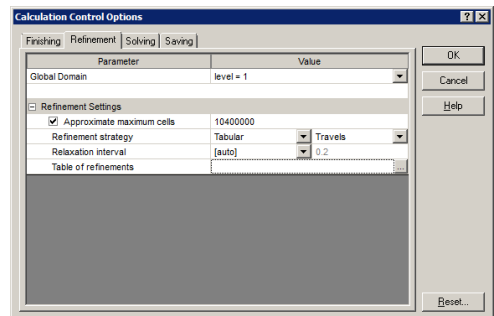 Calculation Control Options
Finishing Refinement Solving Saving
Parameter Value
Global Domain level = 1
Refinement Settings
Approximate maximum cells 10400000
Refinement strategy Tabular Travels
Relaxation interval [auto] 0.2
Table of refinements ...
OK
Cancel
Help
Reset...